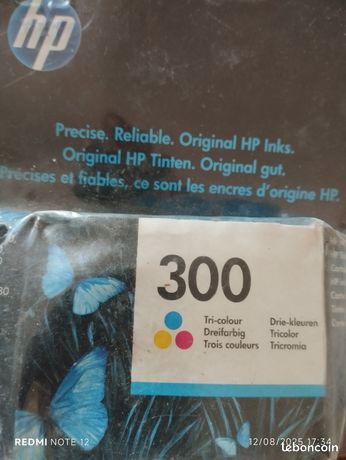 hp
Precise. Reliable. Original HP Inks.
Original HP Tinten. Original gut.
Précises et fiables, ce sont les encres d'origine HP.
300
Tri-colour
Dreifarbig
Trois couleurs
Drie-kleuren
Tricolor
Tricromia
REDMI NOTE 12
12/08/2025 17:34
leboncoin